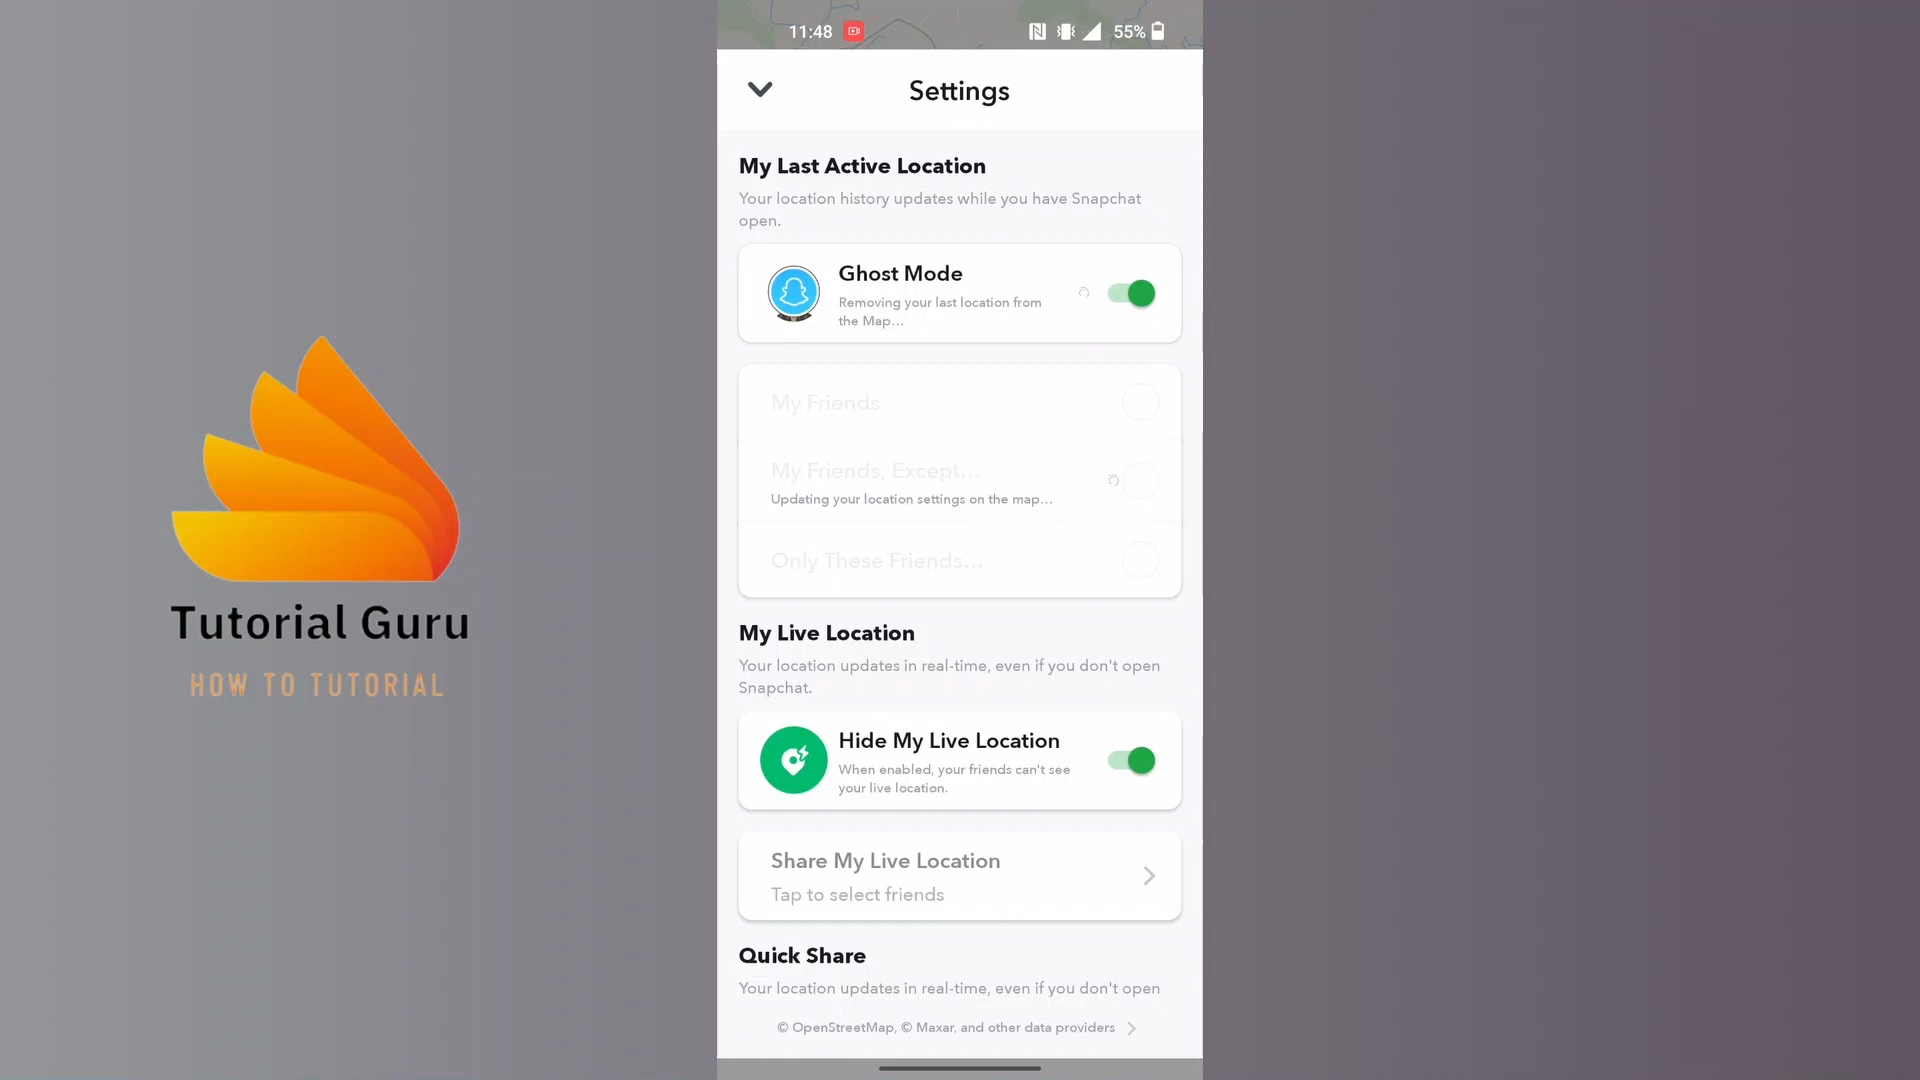 11:48
55%
Settings
My Last Active Location
Your location history updates while you have Snapchat
open.
Ghost Mode
Removing your last location from
the Map...
My Friends
My Friends, Except...
Updating your location settings on the map...
Only These Friends...
My Live Location
Your location updates in real-time, even if you don't open
Snapchat.
Hide My Live Location
When enabled, your friends can't see
your live location.
Share My Live Location
Tap to select friends
Quick Share
Your location updates in real-time, even if you don't open
© OpenStreetMap, © Maxar, and other data providers
Tutorial Guru
HOW TO TUTORIAL